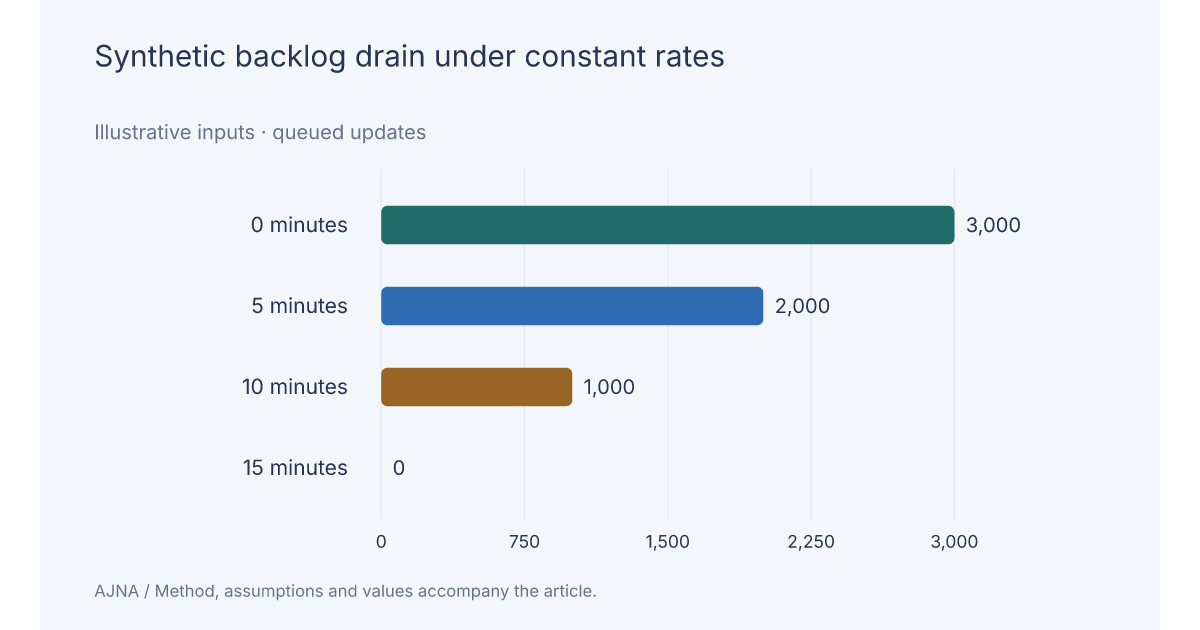 Synthetic backlog drain under constant rates
Illustrative inputs · queued updates
0 minutes 3,000
5 minutes 2,000
10 minutes 1,000
15 minutes 0
0 750 1,500 2,250 3,000
AJNA / Method, assumptions and values accompany the article.